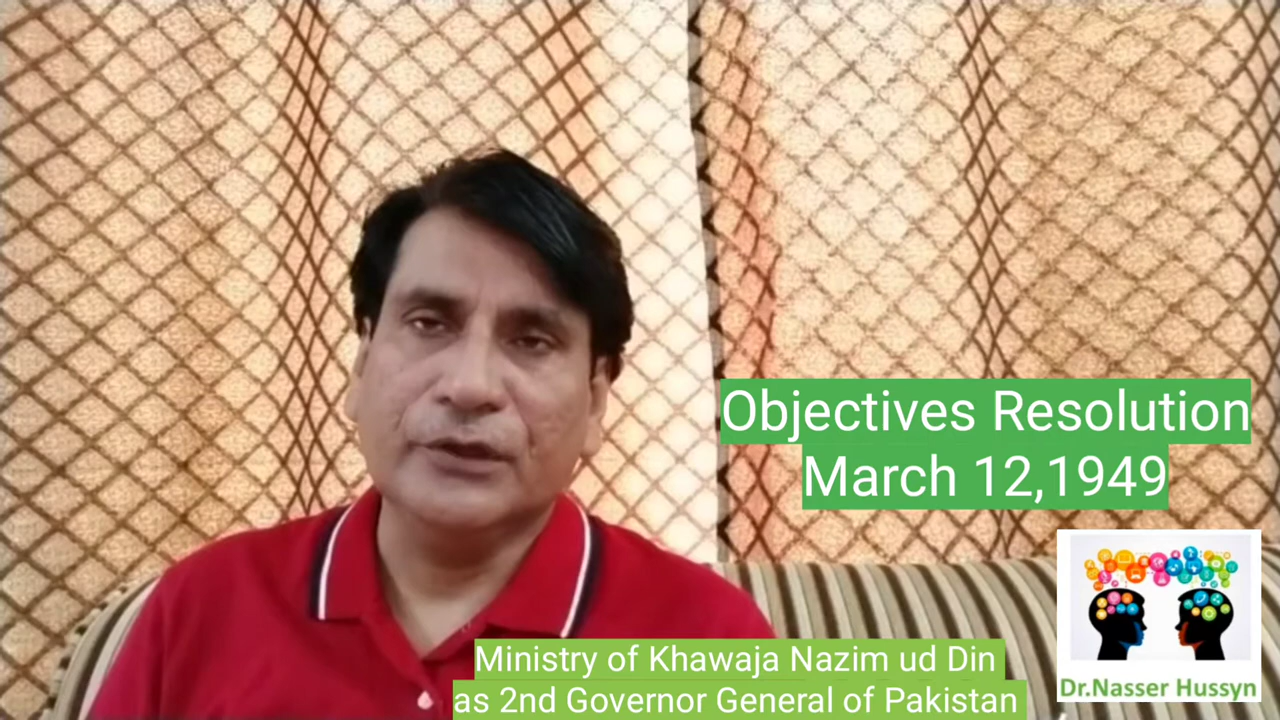 Objectives Resolution
March 12,1949
Ministry of Khawaja Nazim ud Din
as 2nd Governor General of Pakistan
Dr.Nasser Hussyn